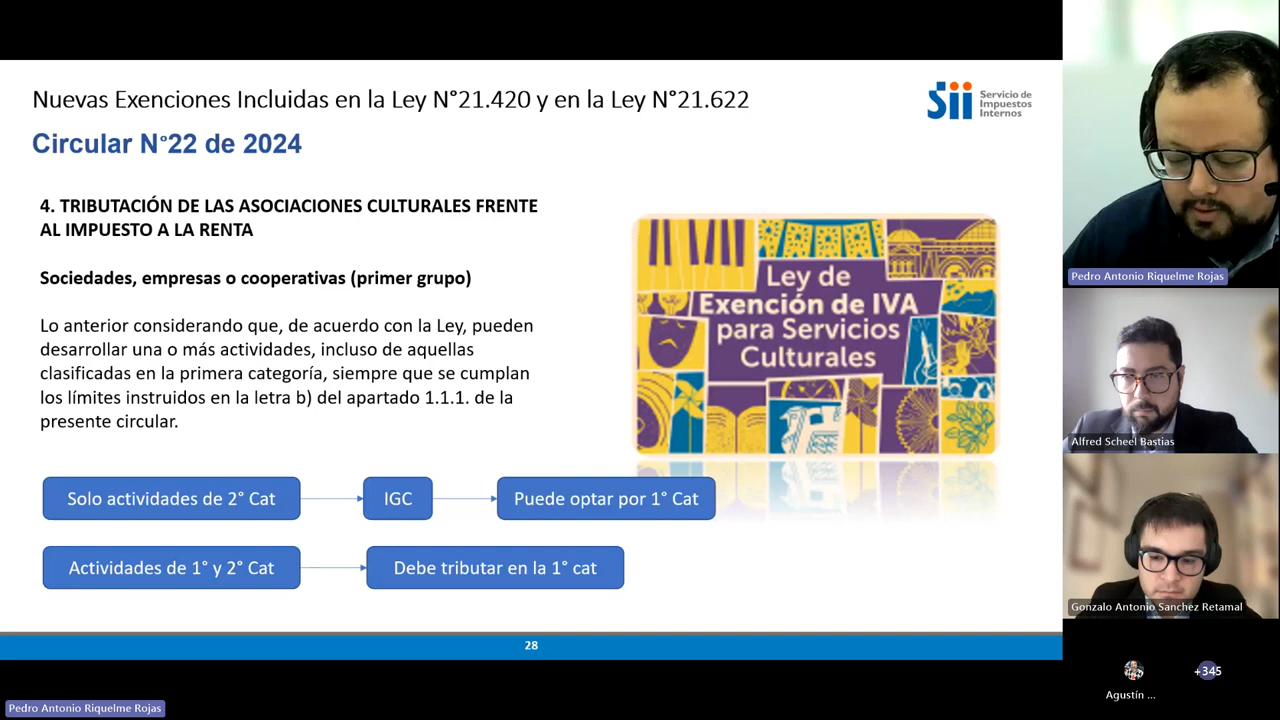 Nuevas Exenciones Incluidas en la Ley N°21.420 y en la Ley N°21.622
Circular N°22 de 2024
Sii
Servicio de
Impuestos
Internos
4. TRIBUTACIÓN DE LAS ASOCIACIONES CULTURALES FRENTE
AL IMPUESTO A LA RENTA
Sociedades, empresas o cooperativas (primer grupo)
Lo anterior considerando que, de acuerdo con la Ley, pueden
desarrollar una o más actividades, incluso de aquellas
clasificadas en la primera categoría, siempre que se cumplan
los límites instruidos en la letra b) del apartado 1.1.1. de la
presente circular.
Ley de
Exención de IVA
para Servicios
Culturales
Solo actividades de 2° Cat
IGC
Puede optar por 1° Cat
Actividades de 1° y 2° Cat
Debe tributar en la 1° cat
28
Pedro Antonio Riquelme Rojas
Alfred Scheel Bastias
Gonzalo Antonio Sanchez Retamal
Agustín ...
+345
Pedro Antonio Riquelme Rojas